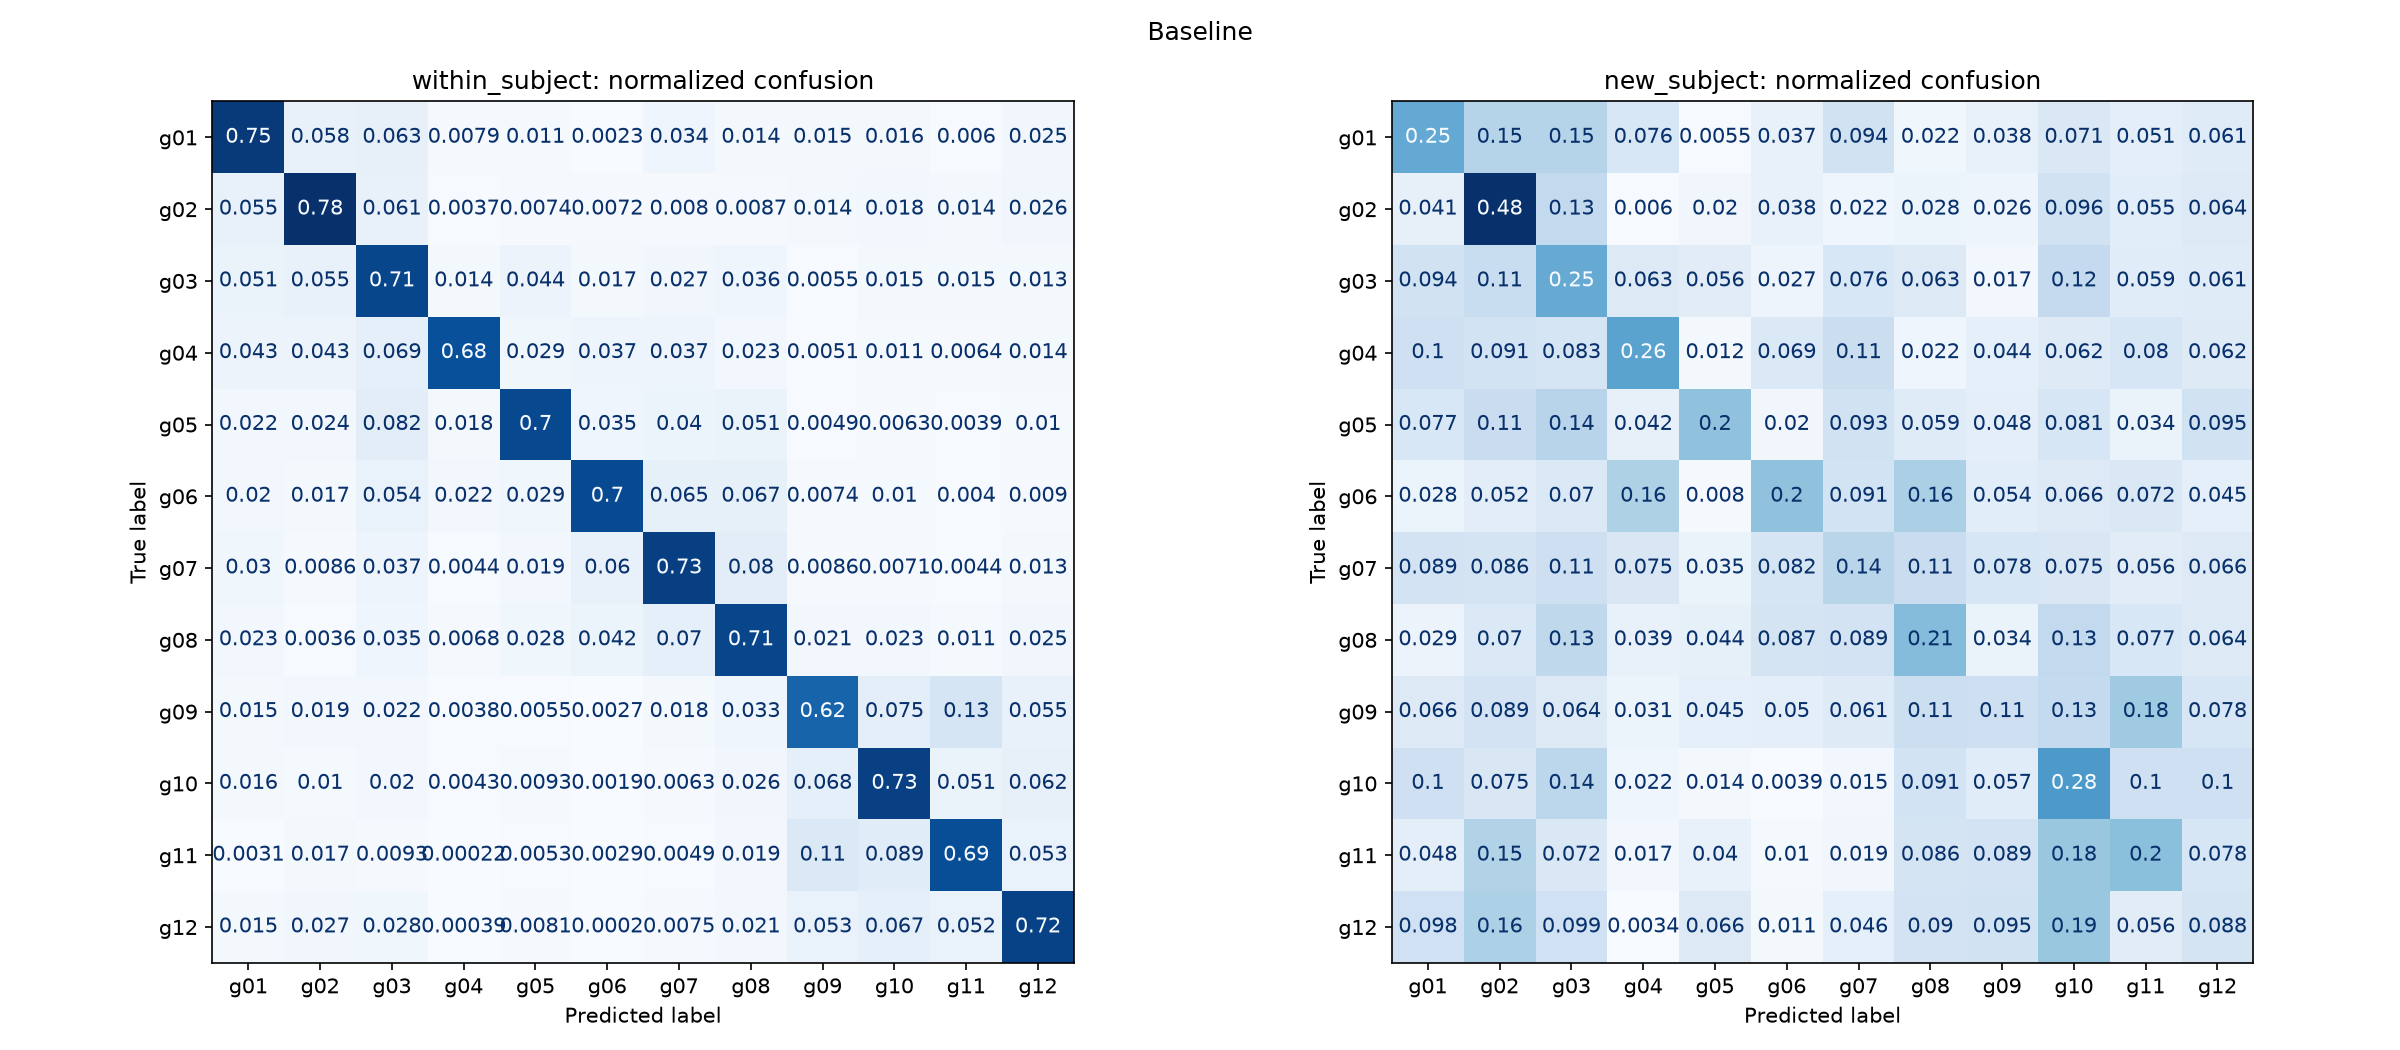 Baseline
within_subject: normalized confusion
g01 0.75 0.058 0.063 0.0079 0.011 0.0023 0.034 0.014 0.015 0.016 0.006 0.025
g02 0.055 0.78 0.061 0.0037 0.0074 0.0072 0.008 0.0087 0.014 0.018 0.014 0.026
g03 0.051 0.055 0.71 0.014 0.044 0.017 0.027 0.036 0.0055 0.015 0.015 0.013
g04 0.043 0.043 0.069 0.68 0.029 0.037 0.037 0.023 0.0051 0.011 0.0064 0.014
g05 0.022 0.024 0.082 0.018 0.7 0.035 0.04 0.051 0.0049 0.0063 0.0039 0.01
g06 0.02 0.017 0.054 0.022 0.029 0.7 0.065 0.067 0.0074 0.01 0.004 0.009
g07 0.03 0.0086 0.037 0.0044 0.019 0.06 0.73 0.08 0.0086 0.0071 0.0044 0.013
g08 0.023 0.0036 0.035 0.0068 0.028 0.042 0.07 0.71 0.021 0.023 0.011 0.025
g09 0.015 0.019 0.022 0.0038 0.0055 0.0027 0.018 0.033 0.62 0.075 0.13 0.055
g10 0.016 0.01 0.02 0.0043 0.0093 0.0019 0.0063 0.026 0.068 0.73 0.051 0.062
g11 0.0031 0.017 0.0093 0.00022 0.0053 0.0029 0.0049 0.019 0.11 0.089 0.69 0.053
g12 0.015 0.027 0.028 0.00039 0.0081 0.0002 0.0075 0.021 0.053 0.067 0.052 0.72
g01 g02 g03 g04 g05 g06 g07 g08 g09 g10 g11 g12
Predicted label
True label
new_subject: normalized confusion
g01 0.25 0.15 0.15 0.076 0.0055 0.037 0.094 0.022 0.038 0.071 0.051 0.061
g02 0.041 0.48 0.13 0.006 0.02 0.038 0.022 0.028 0.026 0.096 0.055 0.064
g03 0.094 0.11 0.25 0.063 0.056 0.027 0.076 0.063 0.017 0.12 0.059 0.061
g04 0.1 0.091 0.083 0.26 0.012 0.069 0.11 0.022 0.044 0.062 0.08 0.062
g05 0.077 0.11 0.14 0.042 0.2 0.02 0.093 0.059 0.048 0.081 0.034 0.095
g06 0.028 0.052 0.07 0.16 0.008 0.2 0.091 0.16 0.054 0.066 0.072 0.045
g07 0.089 0.086 0.11 0.075 0.035 0.082 0.14 0.11 0.078 0.075 0.056 0.066
g08 0.029 0.07 0.13 0.039 0.044 0.087 0.089 0.21 0.034 0.13 0.077 0.064
g09 0.066 0.089 0.064 0.031 0.045 0.05 0.061 0.11 0.11 0.13 0.18 0.078
g10 0.1 0.075 0.14 0.022 0.014 0.0039 0.015 0.091 0.057 0.28 0.1 0.1
g11 0.048 0.15 0.072 0.017 0.04 0.01 0.019 0.086 0.089 0.18 0.2 0.078
g12 0.098 0.16 0.099 0.0034 0.066 0.011 0.046 0.09 0.095 0.19 0.056 0.088
g01 g02 g03 g04 g05 g06 g07 g08 g09 g10 g11 g12
Predicted label
True label